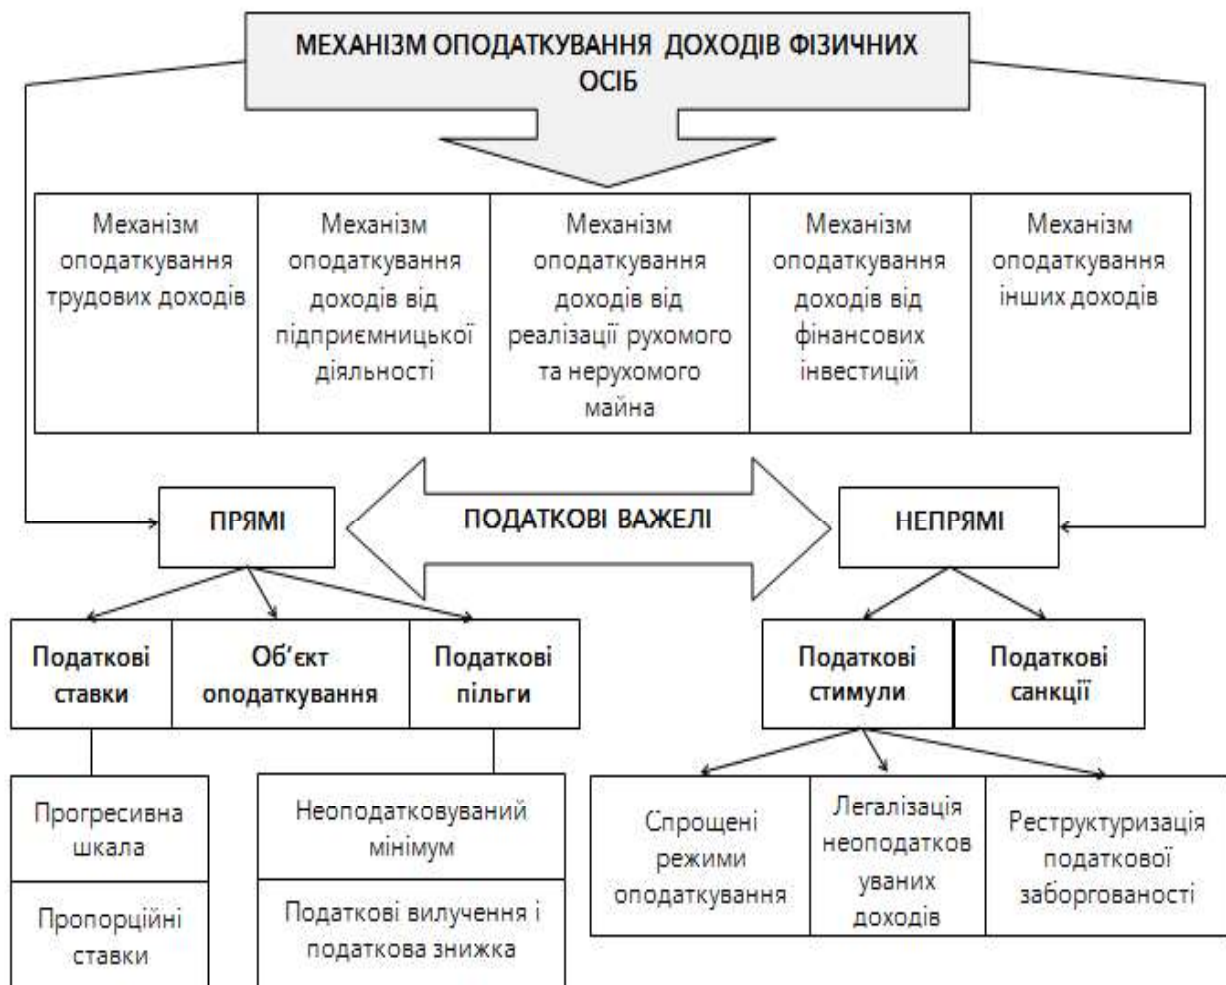 МЕХАНІЗМ ОПОДАТКУВАННЯ ДОХОДІВ ФІЗИЧНИХ
ОСІБ
Механізм
оподаткування
трудових доходів
Механізм
оподаткування
доходів від
підприємницької
діяльності
Механізм
оподаткування
доходів від
реалізації рухомого
та нерухомого
майна
Механізм
оподаткування
доходів від
фінансових
інвестицій
Механізм
оподаткування
інших доходів
ПРЯМІ
ПОДАТКОВІ ВАЖЕЛІ
НЕПРЯМІ
Податкові
ставки
Об’єкт
оподаткування
Податкові
пільги
Податкові
стимули
Податкові
санкції
Прогресивна
шкала
Пропорційні
ставки
Неоподатковуваний
мінімум
Податкові вилучення і
податкова знижка
Спрощені
режими
оподаткування
Легалізація
неоподатков
уваних
доходів
Реструктуризація
податкової
заборгованості